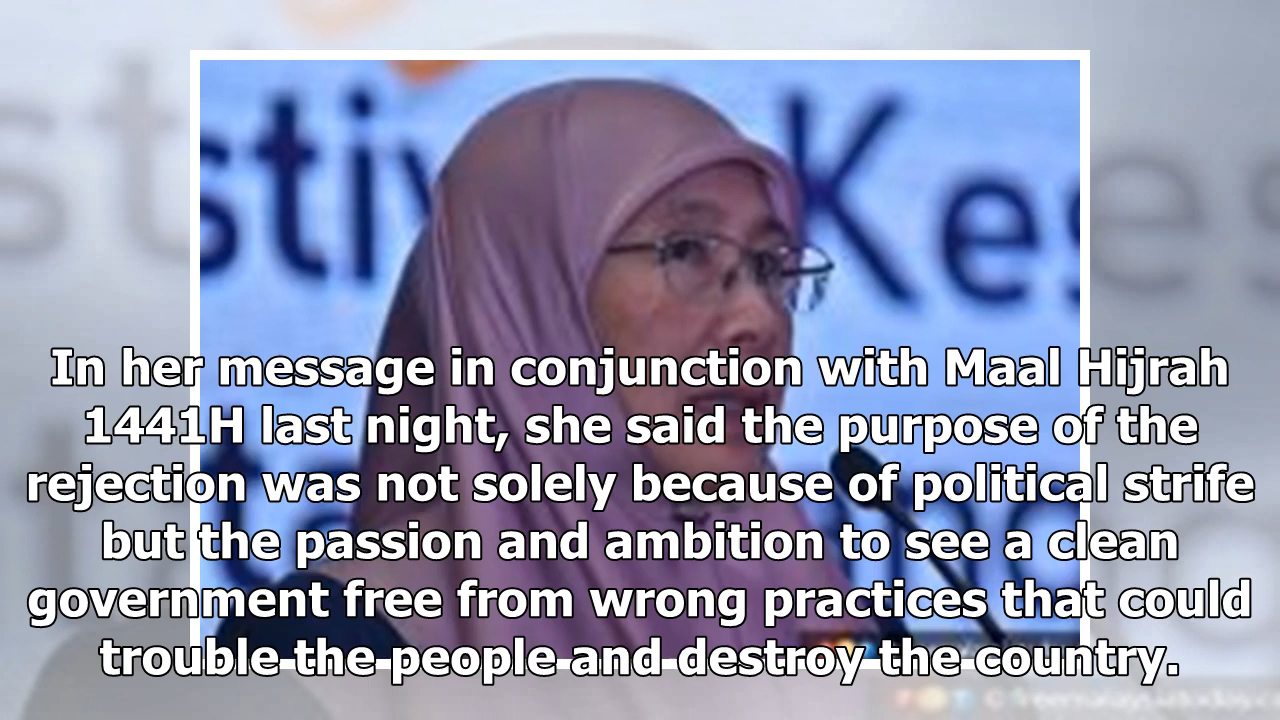 stiv Kes
In her message in conjunction with Maal Hijrah
1441H last night, she said the purpose of the
rejection was not solely because of political strife
but the passion and ambition to see a clean
government free from wrong practices that could
trouble the people and destroy the country.